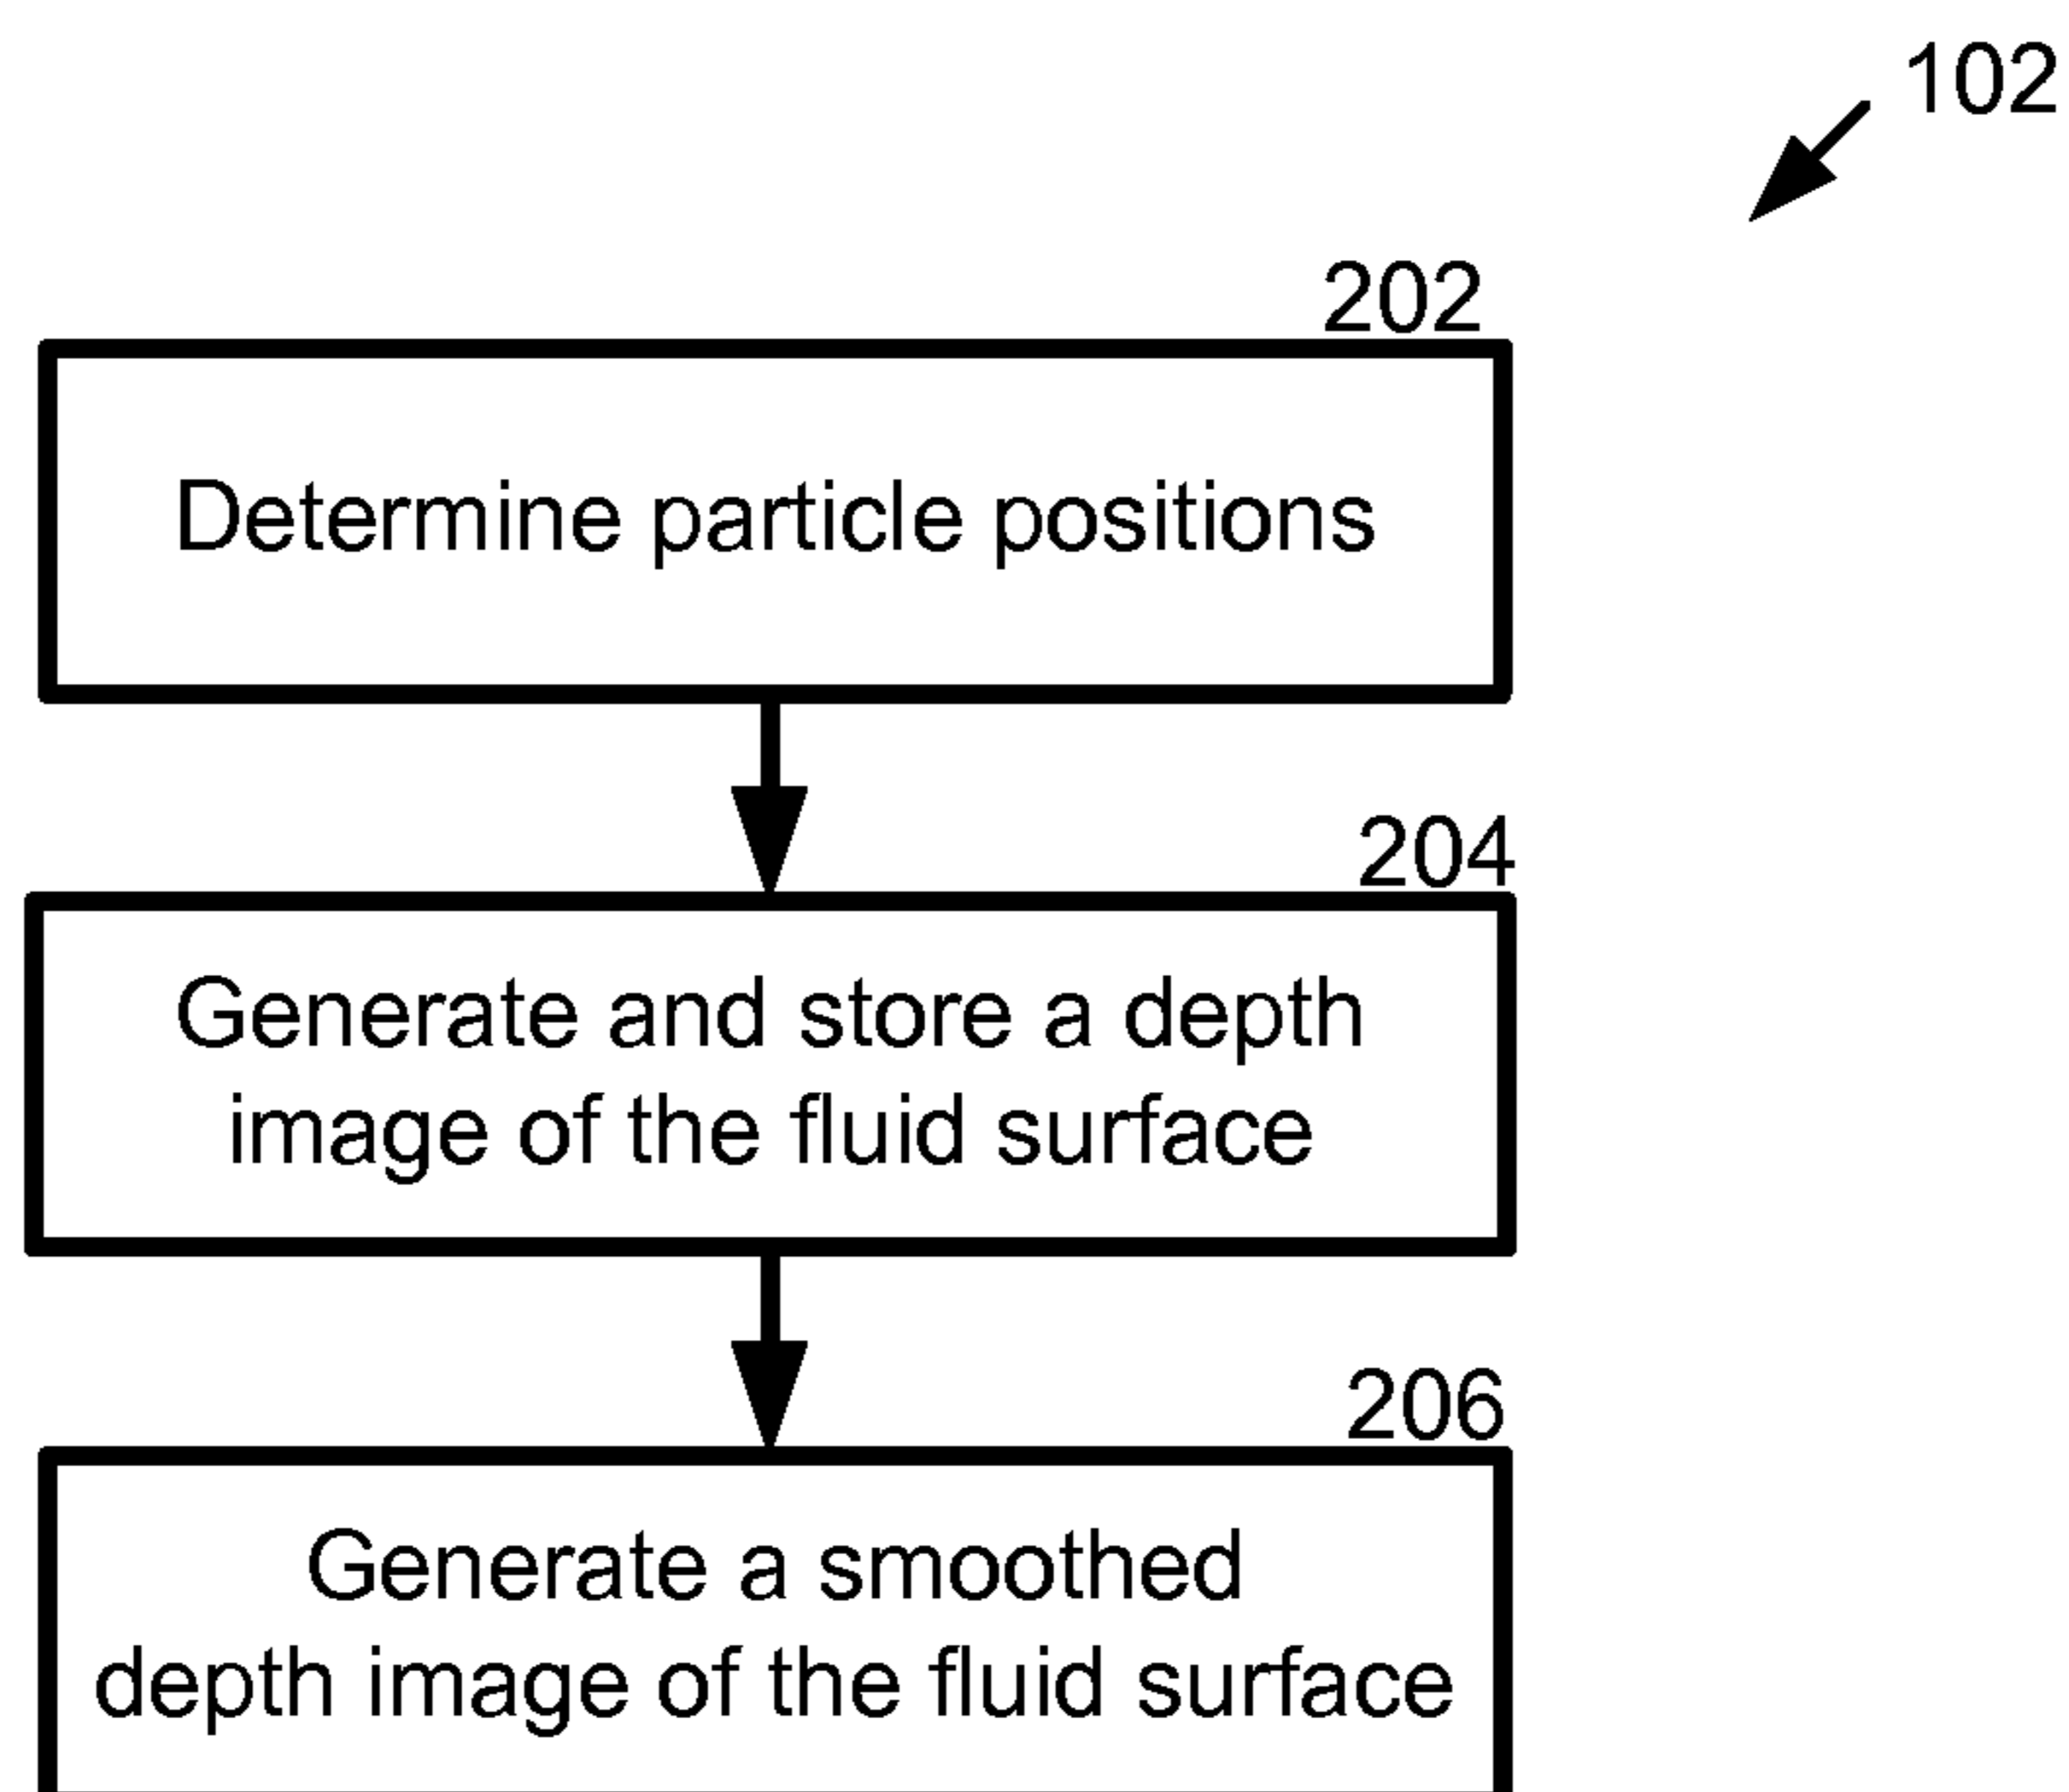 102
202
Determine particle positions
204
Generate and store a depth
image of the fluid surface
206
Generate a smoothed
depth image of the fluid surface